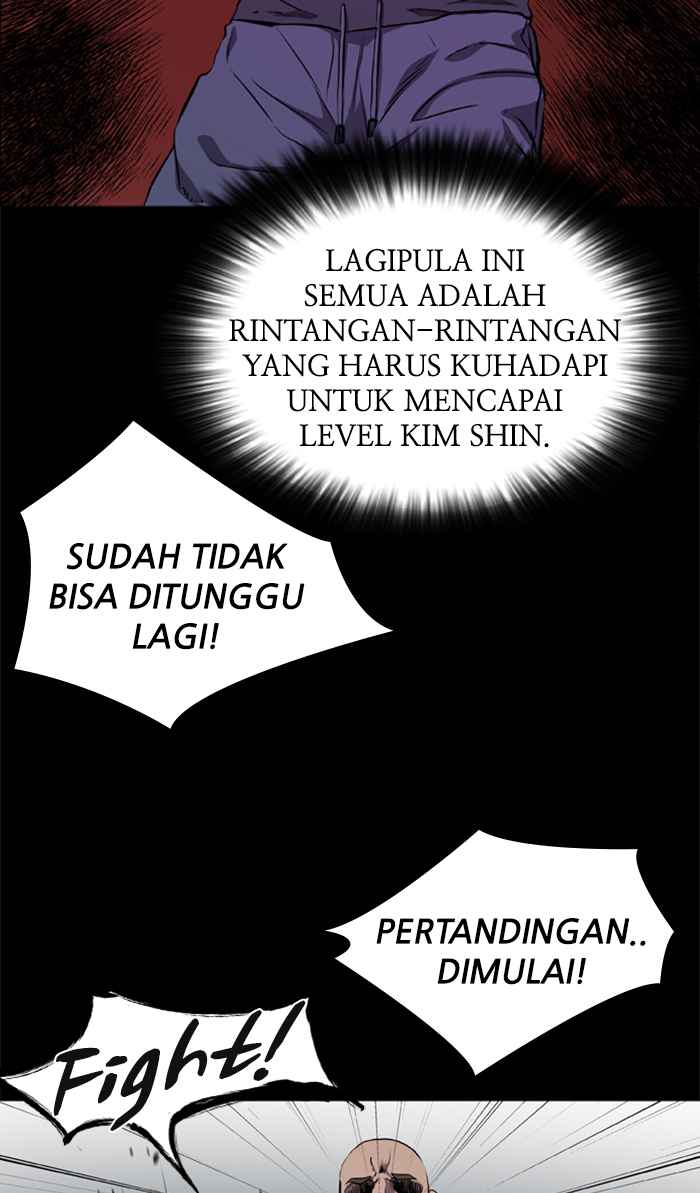 LAGIPULA INI
SEMUA ADALAH
RINTANGAN-RINTANGAN
YANG HARUS KUHADAPI
UNTUK MENCAPAI
LEVEL KIM SHIN.
SUDAH TIDAK
BISA DITUNGGU
LAGI!
PERTANDINGAN..
DIMULAI!
Fight!